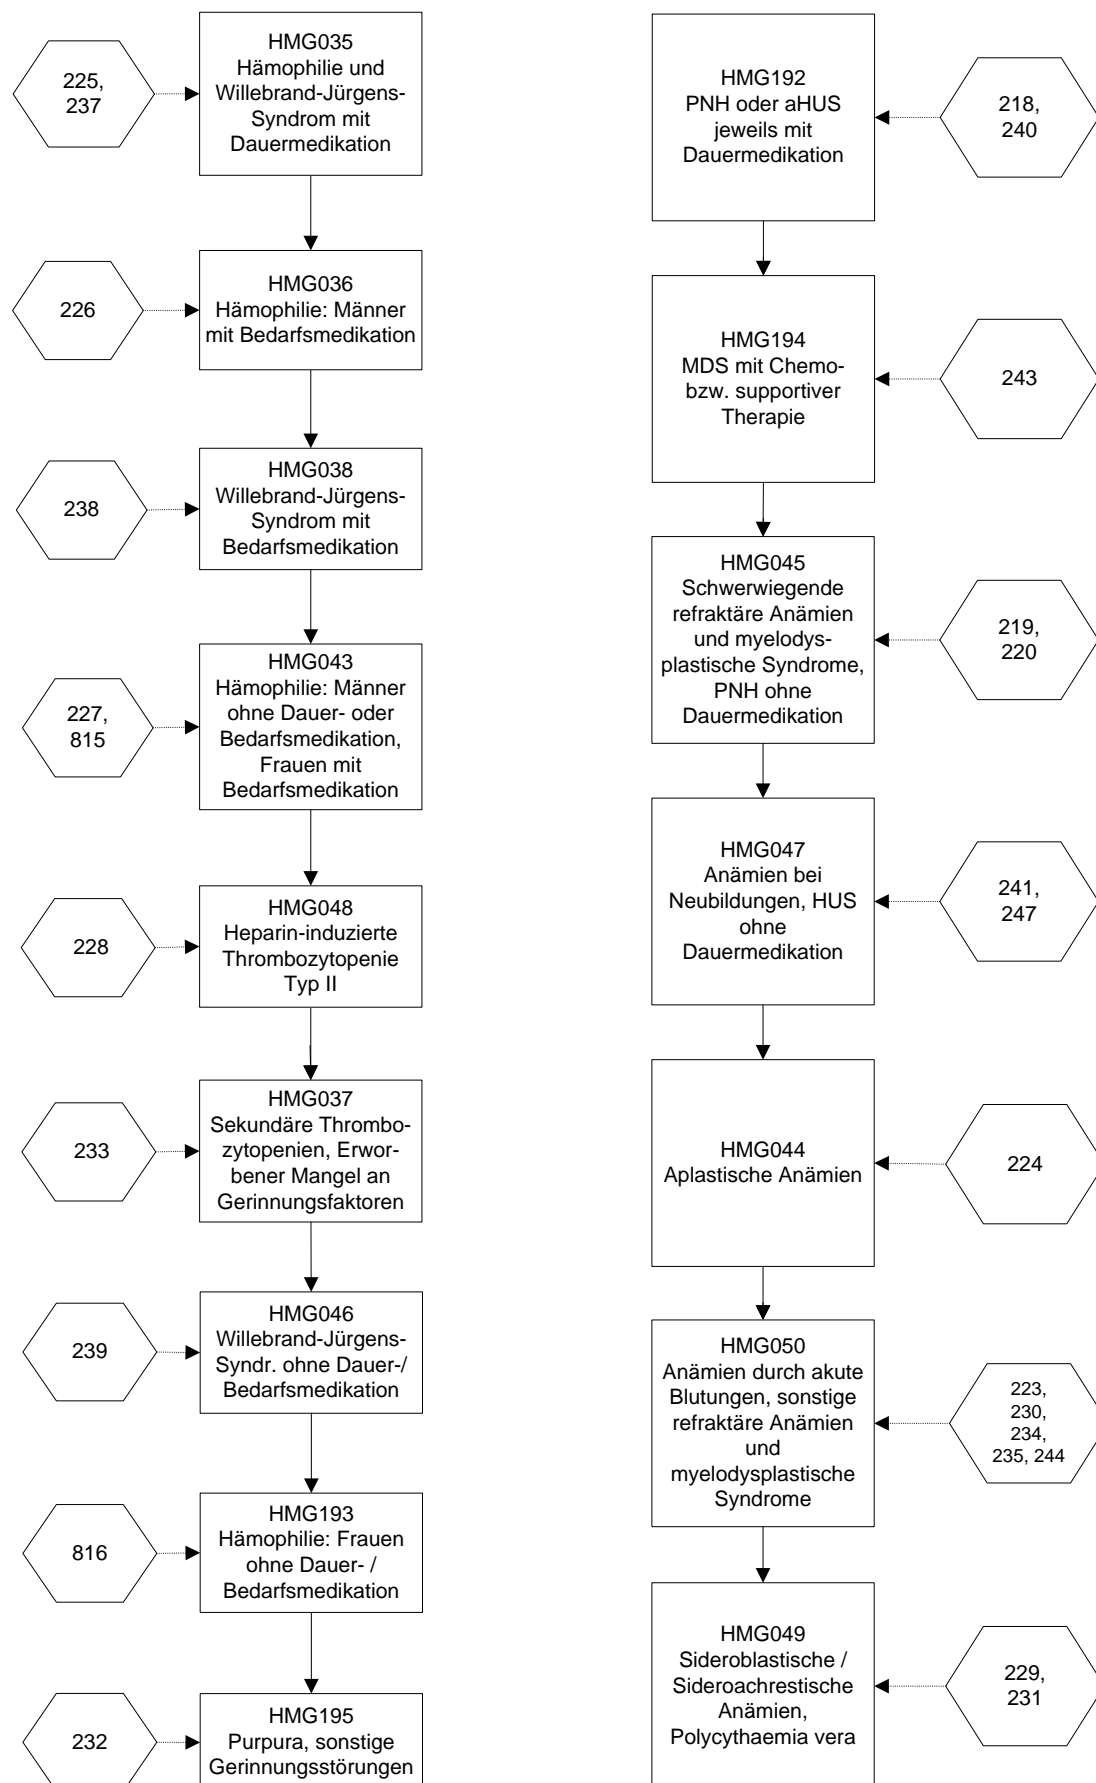 225,
237
HMG035
Hämophilie und
Willebrand-Jürgens-
Syndrom mit
Dauermedikation
226
HMG036
Hämophilie: Männer
mit Bedarfsmedikation
238
HMG038
Willebrand-Jürgens-
Syndrom mit
Bedarfsmedikation
227,
815
HMG043
Hämophilie: Männer
ohne Dauer- oder
Bedarfsmedikation,
Frauen mit
Bedarfsmedikation
228
HMG048
Heparin-induzierte
Thrombozytopenie
Typ II
233
HMG037
Sekundäre Thrombo-
zytopenien, Erwor-
bener Mangel an
Gerinnungsfaktoren
239
HMG046
Willebrand-Jürgens-
Syndr. ohne Dauer-/
Bedarfsmedikation
816
HMG193
Hämophilie: Frauen
ohne Dauer- /
Bedarfsmedikation
232
HMG195
Purpura, sonstige
Gerinnungsstörungen
HMG192
PNH oder aHUS
jeweils mit
Dauermedikation
218,
240
HMG194
MDS mit Chemo-
bzw. supportiver
Therapie
243
HMG045
Schwerwiegende
refraktäre Anämien
und myelodys-
plastische Syndrome,
PNH ohne
Dauermedikation
219,
220
HMG047
Anämien bei
Neubildungen, HUS
ohne
Dauermedikation
241,
247
HMG044
Aplastische Anämien
224
HMG050
Anämien durch akute
Blutungen, sonstige
refraktäre Anämien
und
myelodysplastische
Syndrome
223,
230,
234,
235, 244
HMG049
Sideroblastische /
Sideroachrestische
Anämien,
Polycythaemia vera
229,
231